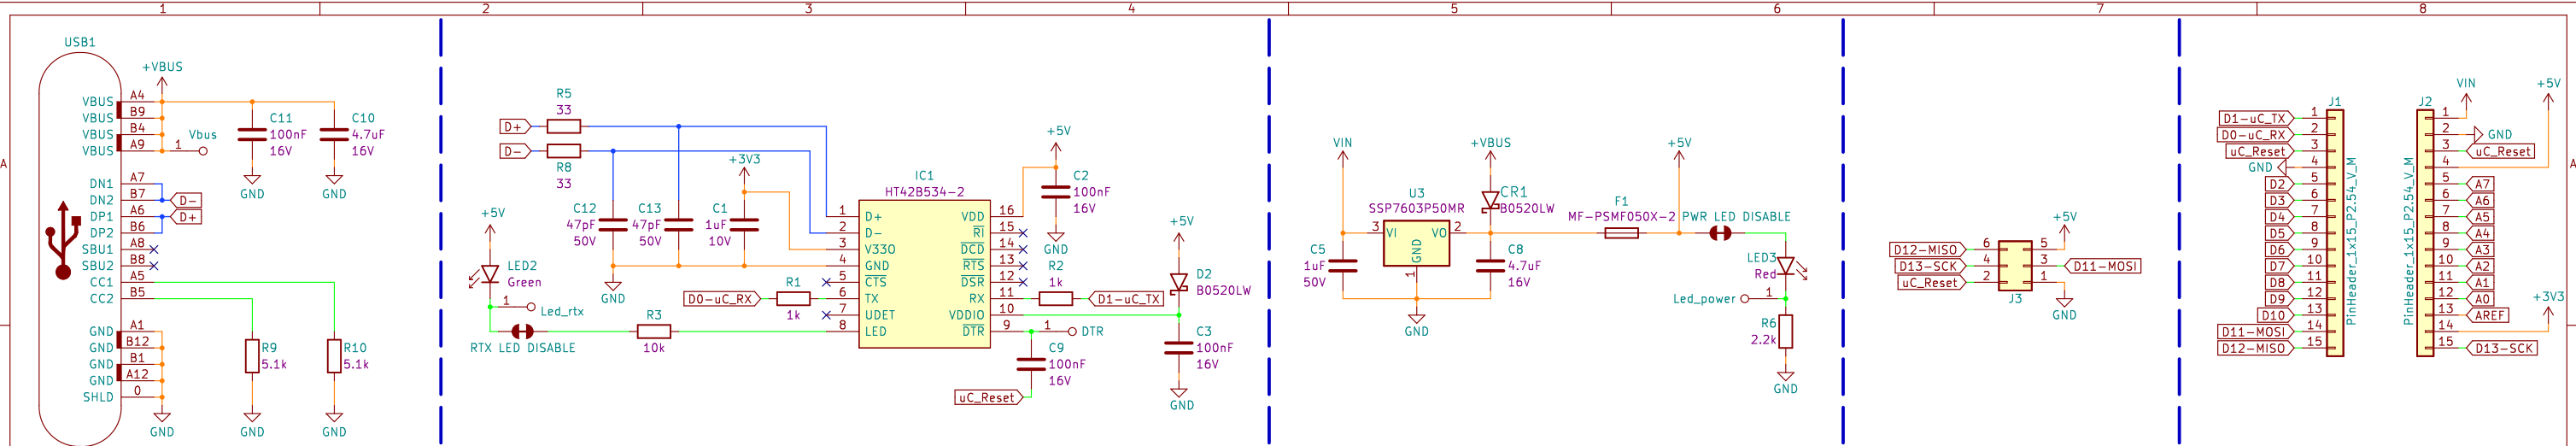 1 2 3 4 5 6 7 8
A
A
USB1
+VBUS
VBUS A4
VBUS B9
VBUS B4
VBUS A9
1 Vbus
C11
100nF
16V
GND
C10
4.7uF
16V
GND
DN1 A7
DN2 B7 D-
DP1 A6 D+
DP2 B6
SBU1 A8
SBU2 B8
CC1 A5
CC2 B5
GND A1
GND B12
GND B1
GND A12
SHLD 0
GND
R9
5.1k
GND
R10
5.1k
GND
R5
33
D+
D-
R8
33
+5V
LED2
Green
1 Led_rtx
RTX LED DISABLE
C12
47pF
50V
GND
C13
47pF
50V
+3V3
C1
1uF
10V
D0-uC_RX
R1
1k
R3
10k
IC1
HT42B534-2
1 D+
2 D-
3 V33O
4 GND
5 CTS
6 TX
7 UDET
8 LED
VDD 16
RI 15
DCD 14
RTS 13
DSR 12
RX 11
VDDIO 10
DTR 9
+5V
C2
100nF
16V
GND
R2
1k
D1-uC_TX
1 DTR
C9
100nF
16V
uC_Reset
+5V
D2
B0520LW
C3
100nF
16V
GND
VIN
C5
1uF
50V
U3
SSP7603P50MR
3 VI
VO 2
GND
1
GND
+VBUS
CR1
B0520LW
C8
4.7uF
16V
F1
MF-PSMF050X-2
+5V
PWR LED DISABLE
LED3
Red
Led_power 1
R6
2.2k
GND
D12-MISO 6
D13-SCK 4
uC_Reset 2
5
3 D11-MOSI
1
J3
+5V
GND
J1
PinHeader_1x15_P2.54_V_M
D1-uC_TX 1
D0-uC_RX 2
uC_Reset 3
GND 4
D2 5
D3 6
D4 7
D5 8
D6 9
D7 10
D8 11
D9 12
D10 13
D11-MOSI 14
D12-MISO 15
J2
PinHeader_1x15_P2.54_V_M
VIN
+5V
1
2 GND
3 uC_Reset
4
5 A7
6 A6
7 A5
8 A4
9 A3
10 A2
11 A1
12 A0
13 AREF
14
15 D13-SCK
+3V3